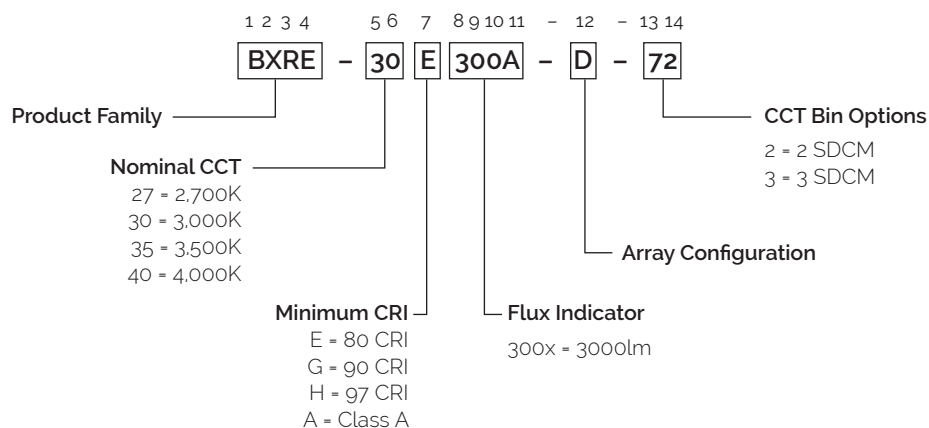 1 2 3 4 5 6 7 8 9 10 11 – 12 – 13 14
BXRE – 30 E 300A – D – 72
Product Family
CCT Bin Options
2 = 2 SDCM
3 = 3 SDCM
Nominal CCT
27 = 2,700K
30 = 3,000K
35 = 3,500K
40 = 4,000K
Array Configuration
Minimum CRI
E = 80 CRI
G = 90 CRI
H = 97 CRI
A = Class A
Flux Indicator
300x = 3000lm